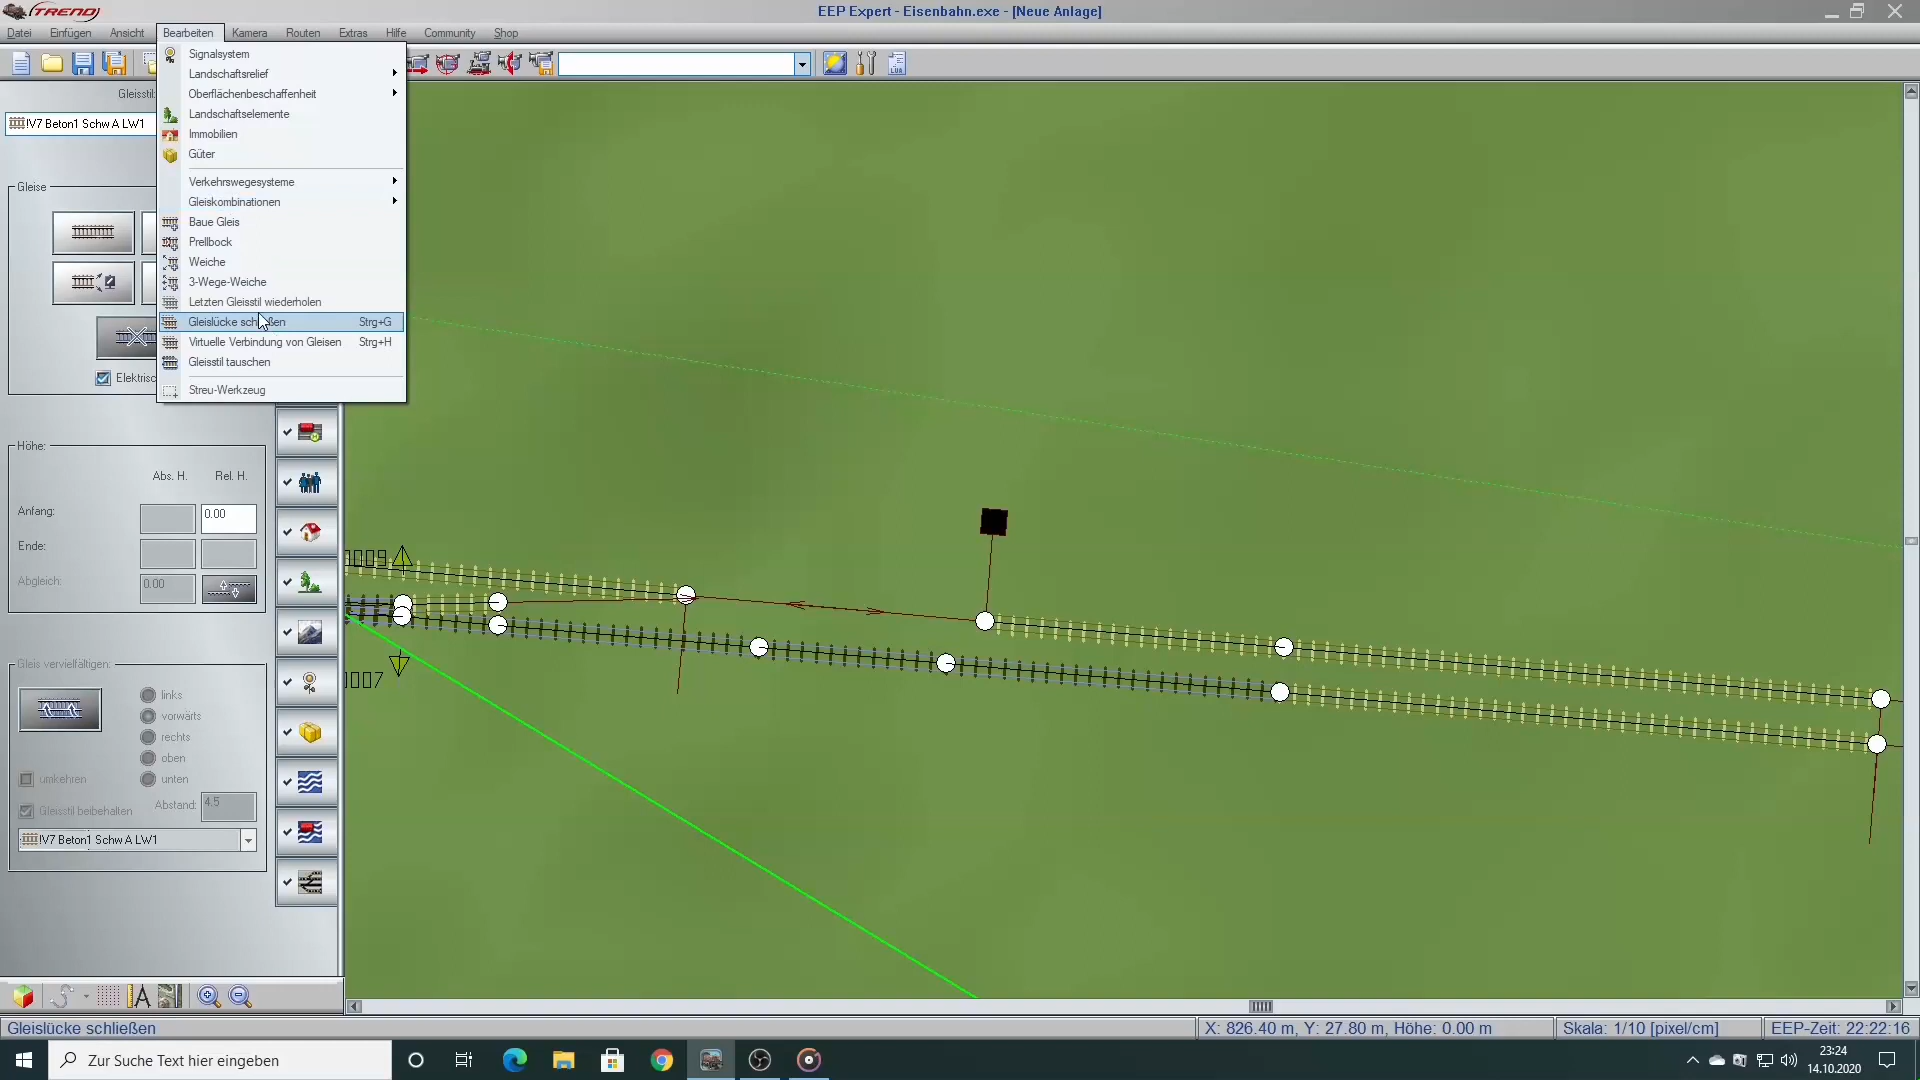 TREND
EEP Expert - Eisenbahn.exe - [Neue Anlage]
Datei Einfügen Ansicht Bearbeiten Kamera Routen Extras Hilfe Community Shop
Signalsystem
Landschaftsrelief
Oberflächenbeschaffenheit
Landschaftselemente
Immobilien
Güter
Verkehrswegesysteme
Gleiskombinationen
Baue Gleis
Prellbock
Weiche
3-Wege-Weiche
Letzten Gleisstil wiederholen
Gleislücke schließen Strg+G
Virtuelle Verbindung von Gleisen Strg+H
Gleisstil tauschen
Streu-Werkzeug
LUA
Gleisstil:
!V7 Beton1 Schw A LW1
Gleise
Elektrisc
Höhe:
Abs. H. Rel. H.
Anfang: 0.00
Ende:
Abgleich: 0.00
Gleis vervielfältigen:
links
vorwärts
rechts
oben
umkehren unten
Gleisstil beibehalten Abstand: 4.5
!V7 Beton1 Schw A LW1
Gleislücke schließen
X: 826.40 m, Y: 27.80 m, Höhe: 0.00 m
Skala: 1/10 [pixel/cm]
EEP-Zeit: 22:22:16
Zur Suche Text hier eingeben
23:24
14.10.2020